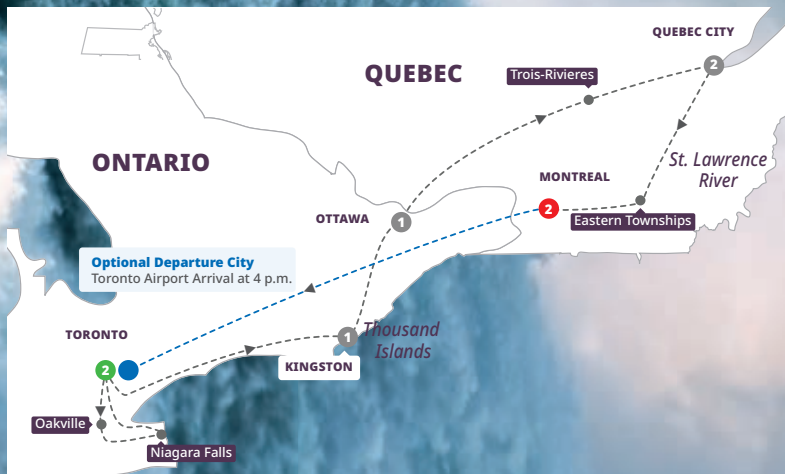 QUEBEC CITY
2
QUEBEC
Trois-Rivieres
ONTARIO
St. Lawrence
River
MONTREAL
2
OTTAWA
1
Eastern Townships
Optional Departure City
Toronto Airport Arrival at 4 p.m.
TORONTO
1
Thousand
Islands
KINGSTON
2
Oakville
Niagara Falls